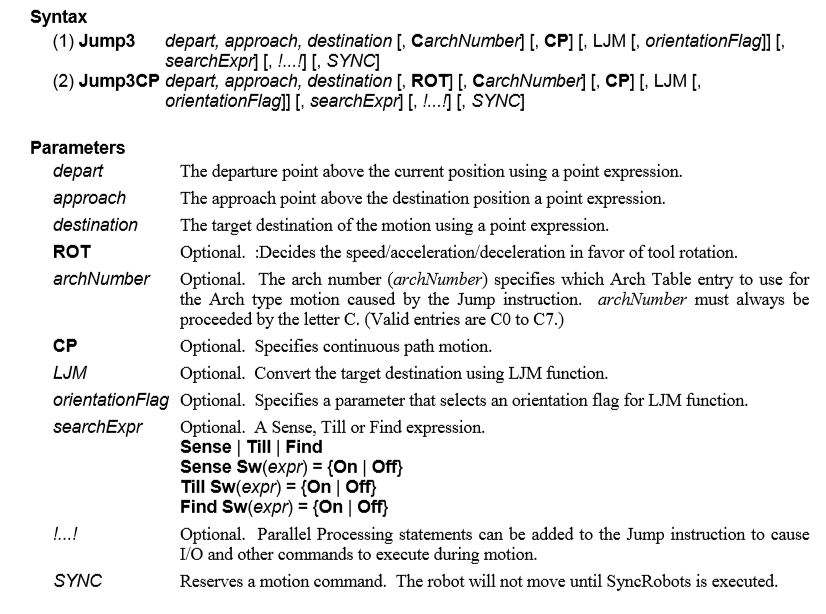 Syntax
(1) Jump3 depart, approach, destination [, CarchNumber] [, CP] [, LJM [, orientationFlag]] [,
searchExpr] [, !...!] [, SYNC]
(2) Jump3CP depart, approach, destination [, ROT] [, CarchNumber] [, CP] [, LJM [,
orientationFlag]] [, searchExpr] [, !...!] [, SYNC]
Parameters
depart The departure point above the current position using a point expression.
approach The approach point above the destination position a point expression.
destination The target destination of the motion using a point expression.
ROT Optional. :Decides the speed/acceleration/deceleration in favor of tool rotation.
archNumber Optional. The arch number (archNumber) specifies which Arch Table entry to use for
the Arch type motion caused by the Jump instruction. archNumber must always be
proceeded by the letter C. (Valid entries are C0 to C7.)
CP Optional. Specifies continuous path motion.
LJM Optional. Convert the target destination using LJM function.
orientationFlag Optional. Specifies a parameter that selects an orientation flag for LJM function.
searchExpr Optional. A Sense, Till or Find expression.
Sense | Till | Find
Sense Sw(expr) = {On | Off}
Till Sw(expr) = {On | Off}
Find Sw(expr) = {On | Off}
!...! Optional. Parallel Processing statements can be added to the Jump instruction to cause
I/O and other commands to execute during motion.
SYNC Reserves a motion command. The robot will not move until SyncRobots is executed.